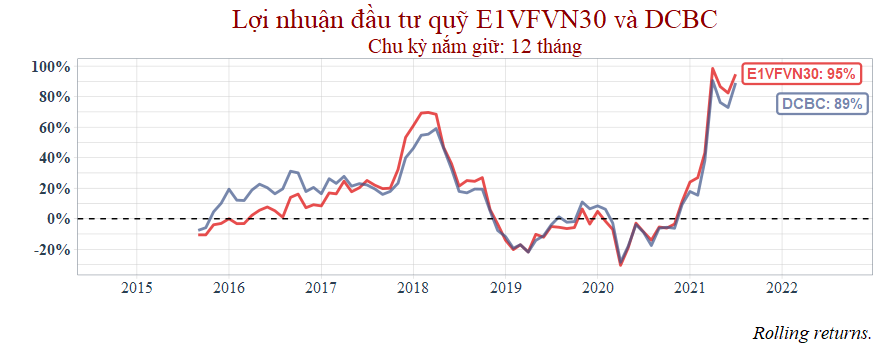 Lợi nhuận đầu tư quỹ E1VFVN30 và DCBC
Chu kỳ nắm giữ: 12 tháng
100%
80%
60%
40%
20%
0%
-20%
E1VFVN30: 95%
DCBC: 89%
2015 2016 2017 2018 2019 2020 2021 2022
Rolling returns.